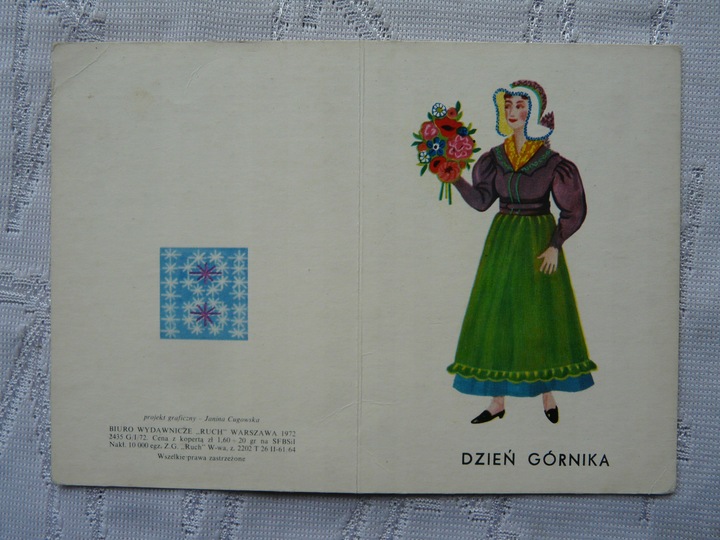 projekt graficzny – Janina Cugowska
BIURO WYDAWNICZE „RUCH” WARSZAWA 1972
2435 G/I-72. Cena z kopertą zł 1,60 – 20 gr na SFBSiI
Nakł. 10 000 egz. Z.G. „Ruch” W-wa, z. 2202 T 26 II-61/64
Wszelkie prawa zastrzeżone
DZIEŃ GÓRNIKA